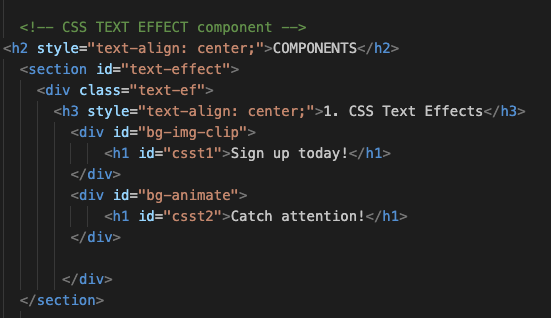 <!-- CSS TEXT EFFECT component -->
<h2 style="text-align: center;">COMPONENTS</h2>
<section id="text-effect">
<div class="text-ef">
<h3 style="text-align: center;">1. CSS Text Effects</h3>
<div id="bg-img-clip">
<h1 id="csst1">Sign up today!</h1>
</div>
<div id="bg-animate">
<h1 id="csst2">Catch attention!</h1>
</div>
</div>
</section>